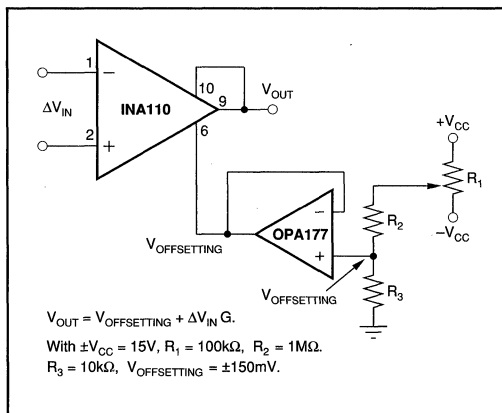 1
−
10
INA110
9
V_OUT
ΔV_IN
6
2
+
+V_CC
R_1
−V_CC
−
OPA177
+
R_2
V_OFFSETTING
V_OFFSETTING
R_3
V_OUT = V_OFFSETTING + ΔV_IN G.
With ±V_CC = 15V, R_1 = 100kΩ, R_2 = 1MΩ.
R_3 = 10kΩ, V_OFFSETTING = ±150mV.